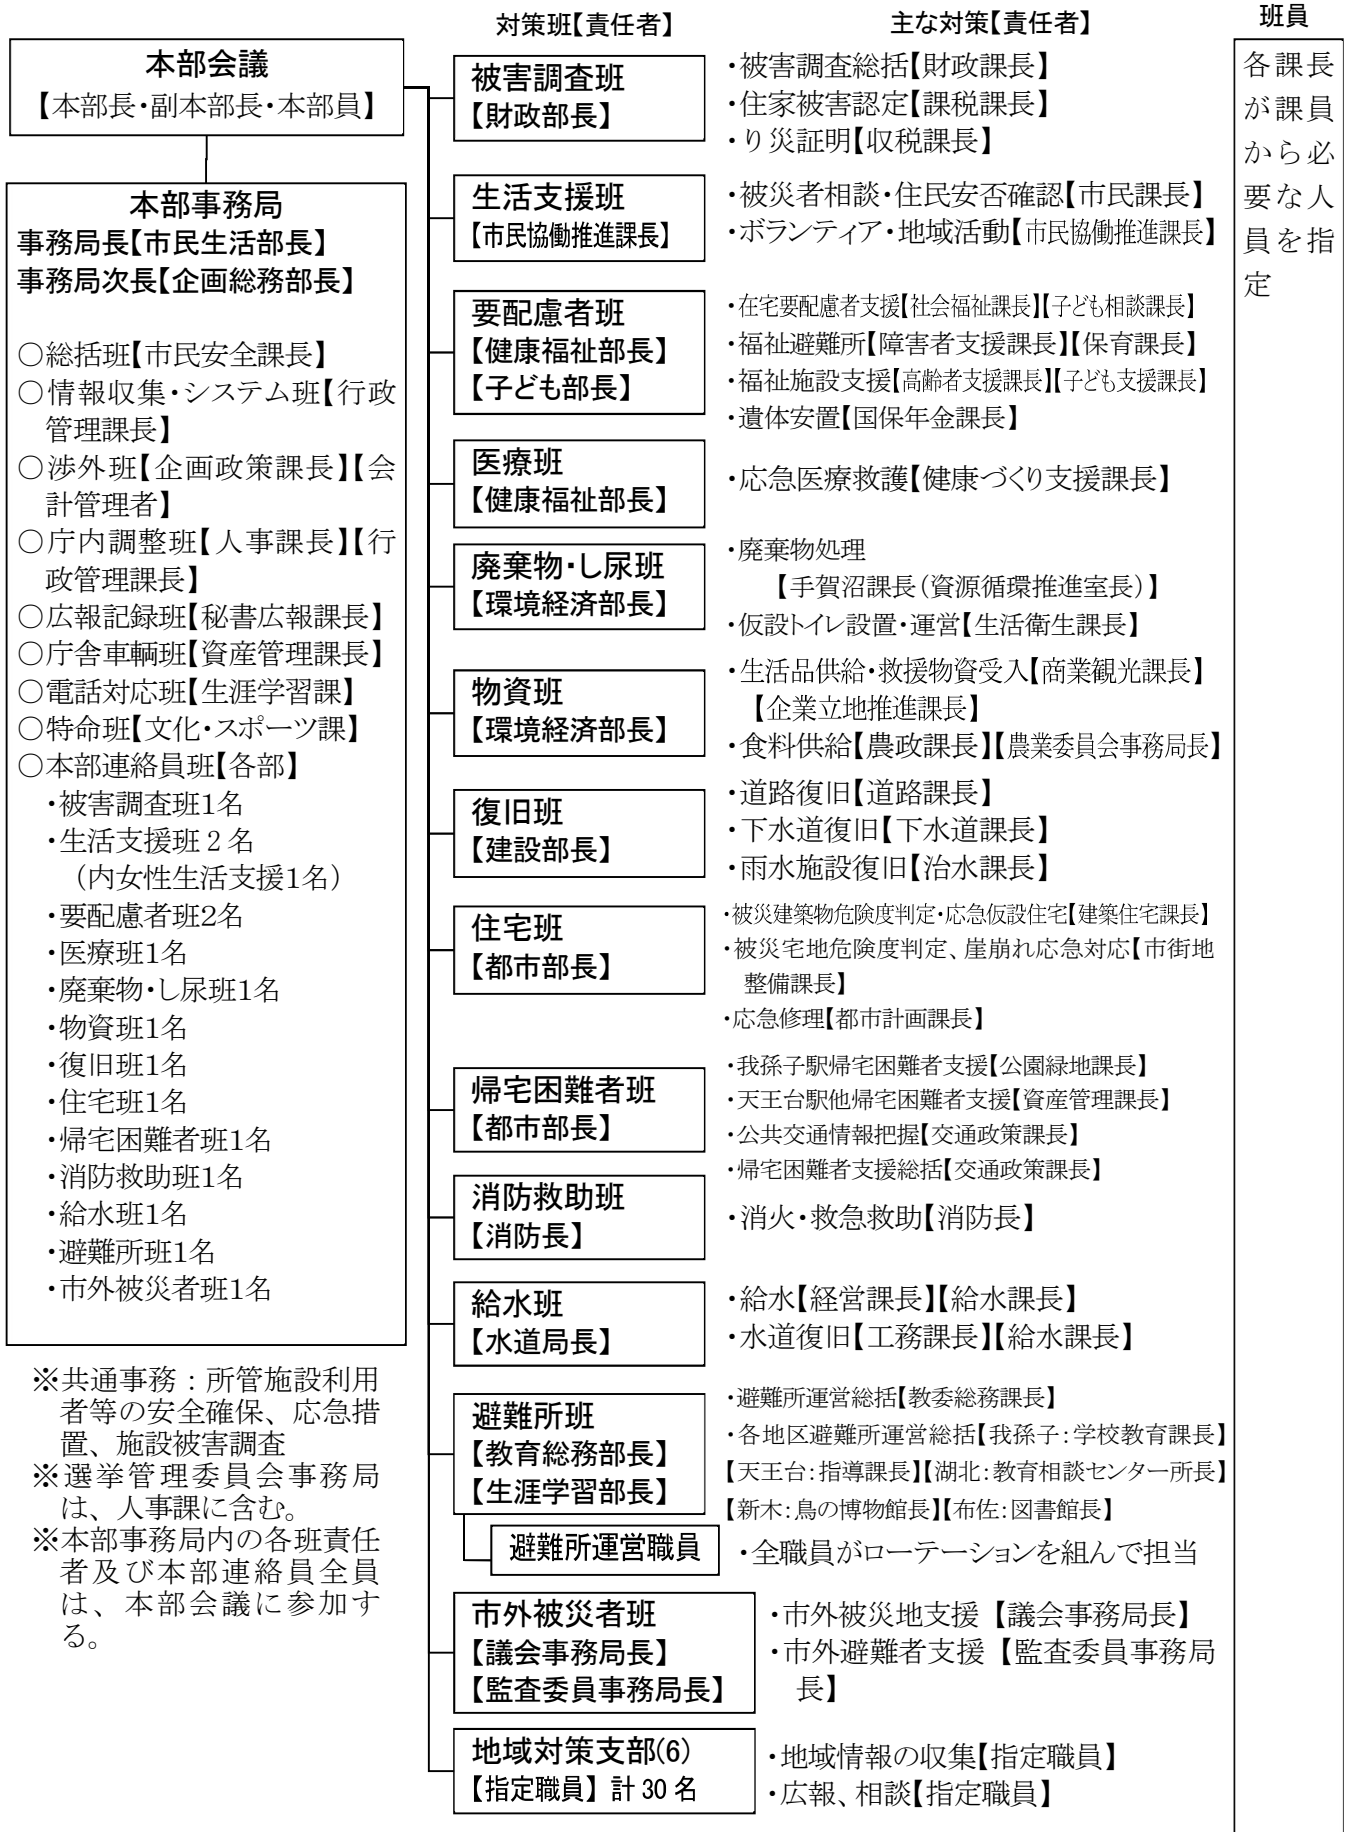 対策班【責任者】
主な対策【責任者】
班員
本部会議
【本部長・副本部長・本部員】
本部事務局
事務局長【市民生活部長】
事務局次長【企画総務部長】
○総括班【市民安全課長】
○情報収集・システム班【行政
管理課長】
○渉外班【企画政策課長】【会
計管理者】
○庁内調整班【人事課長】【行
政管理課長】
○広報記録班【秘書広報課長】
○庁舎車輌班【資産管理課長】
○電話対応班【生涯学習課】
○特命班【文化・スポーツ課】
○本部連絡員班【各部】
・被害調査班1名
・生活支援班２名
（内女性生活支援1名）
・要配慮者班2名
・医療班1名
・廃棄物・し尿班1名
・物資班1名
・復旧班1名
・住宅班1名
・帰宅困難者班1名
・消防救助班1名
・給水班1名
・避難所班1名
・市外被災者班1名
※共通事務：所管施設利用
者等の安全確保、応急措
置、施設被害調査
※選挙管理委員会事務局
は、人事課に含む。
※本部事務局内の各班責任
者及び本部連絡員全員
は、本部会議に参加す
る。
被害調査班
【財政部長】
・被害調査総括【財政課長】
・住家被害認定【課税課長】
・り災証明【収税課長】
生活支援班
【市民協働推進課長】
・被災者相談・住民安否確認【市民課長】
・ボランティア・地域活動【市民協働推進課長】
要配慮者班
【健康福祉部長】
【子ども部長】
・在宅要配慮者支援【社会福祉課長】【子ども相談課長】
・福祉避難所【障害者支援課長】【保育課長】
・福祉施設支援【高齢者支援課長】【子ども支援課長】
・遺体安置【国保年金課長】
医療班
【健康福祉部長】
・応急医療救護【健康づくり支援課長】
廃棄物・し尿班
【環境経済部長】
・廃棄物処理
【手賀沼課長（資源循環推進室長）】
・仮設トイレ設置・運営【生活衛生課長】
物資班
【環境経済部長】
・生活品供給・救援物資受入【商業観光課長】
【企業立地推進課長】
・食料供給【農政課長】【農業委員会事務局長】
復旧班
【建設部長】
・道路復旧【道路課長】
・下水道復旧【下水道課長】
・雨水施設復旧【治水課長】
住宅班
【都市部長】
・被災建築物危険度判定・応急仮設住宅【建築住宅課長】
・被災宅地危険度判定、崖崩れ応急対応【市街地
整備課長】
・応急修理【都市計画課長】
帰宅困難者班
【都市部長】
・我孫子駅帰宅困難者支援【公園緑地課長】
・天王台駅他帰宅困難者支援【資産管理課長】
・公共交通情報把握【交通政策課長】
・帰宅困難者支援総括【交通政策課長】
消防救助班
【消防長】
・消火・救急救助【消防長】
給水班
【水道局長】
・給水【経営課長】【給水課長】
・水道復旧【工務課長】【給水課長】
避難所班
【教育総務部長】
【生涯学習部長】
・避難所運営総括【教委総務課長】
・各地区避難所運営総括【我孫子：学校教育課長】
【天王台：指導課長】【湖北：教育相談センター所長】
【新木：鳥の博物館長】【布佐：図書館長】
避難所運営職員
・全職員がローテーションを組んで担当
市外被災者班
【議会事務局長】
【監査委員事務局長】
・市外被災地支援【議会事務局長】
・市外避難者支援【監査委員事務局
長】
地域対策支部(6)
【指定職員】計30名
・地域情報の収集【指定職員】
・広報、相談【指定職員】
各課長
が課員
から必
要な人
員を指
定